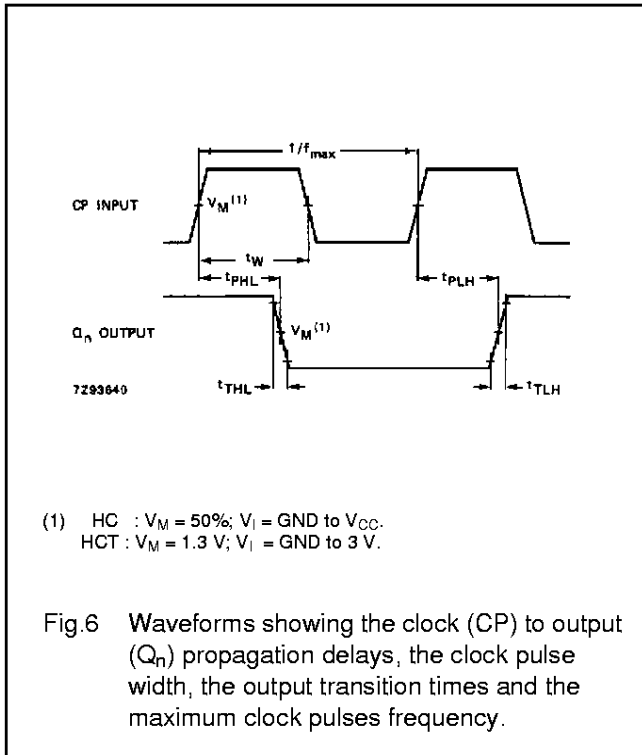 1/fmax
CP INPUT
VM(1)
tW
tPHL
tPLH
Qn OUTPUT
VM(1)
7Z93640
tTHL
tTLH
(1) HC : VM = 50%; VI = GND to VCC.
HCT : VM = 1.3 V; VI = GND to 3 V.
Fig.6 Waveforms showing the clock (CP) to output
(Qn) propagation delays, the clock pulse
width, the output transition times and the
maximum clock pulses frequency.